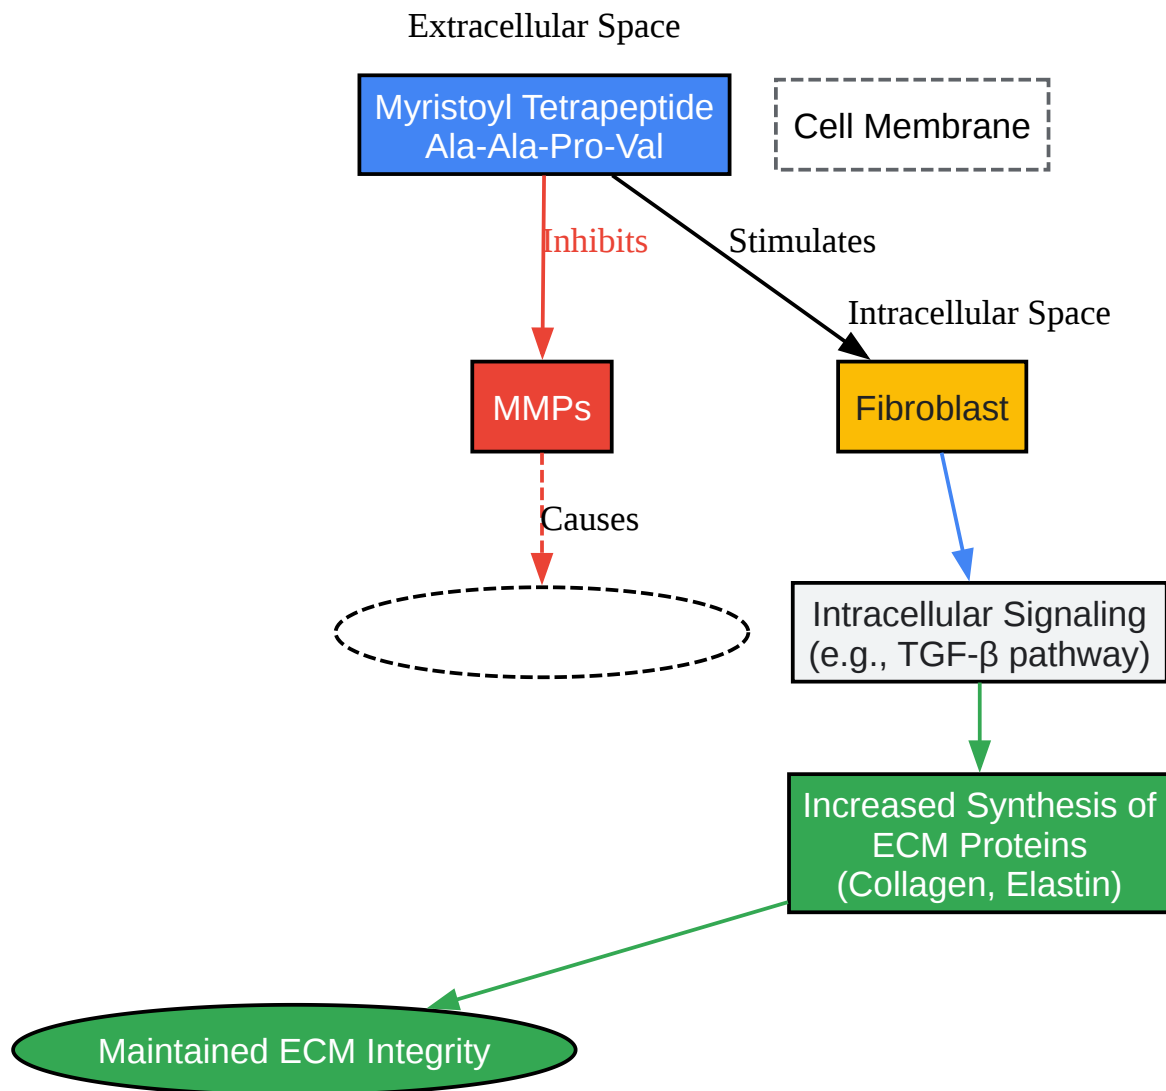 Extracellular Space
Myristoyl Tetrapeptide
Ala-Ala-Pro-Val
Cell Membrane
Inhibits
Stimulates
Intracellular Space
MMPs
Fibroblast
Causes
Intracellular Signaling
(e.g., TGF-β pathway)
Increased Synthesis of
ECM Proteins
(Collagen, Elastin)
Maintained ECM Integrity